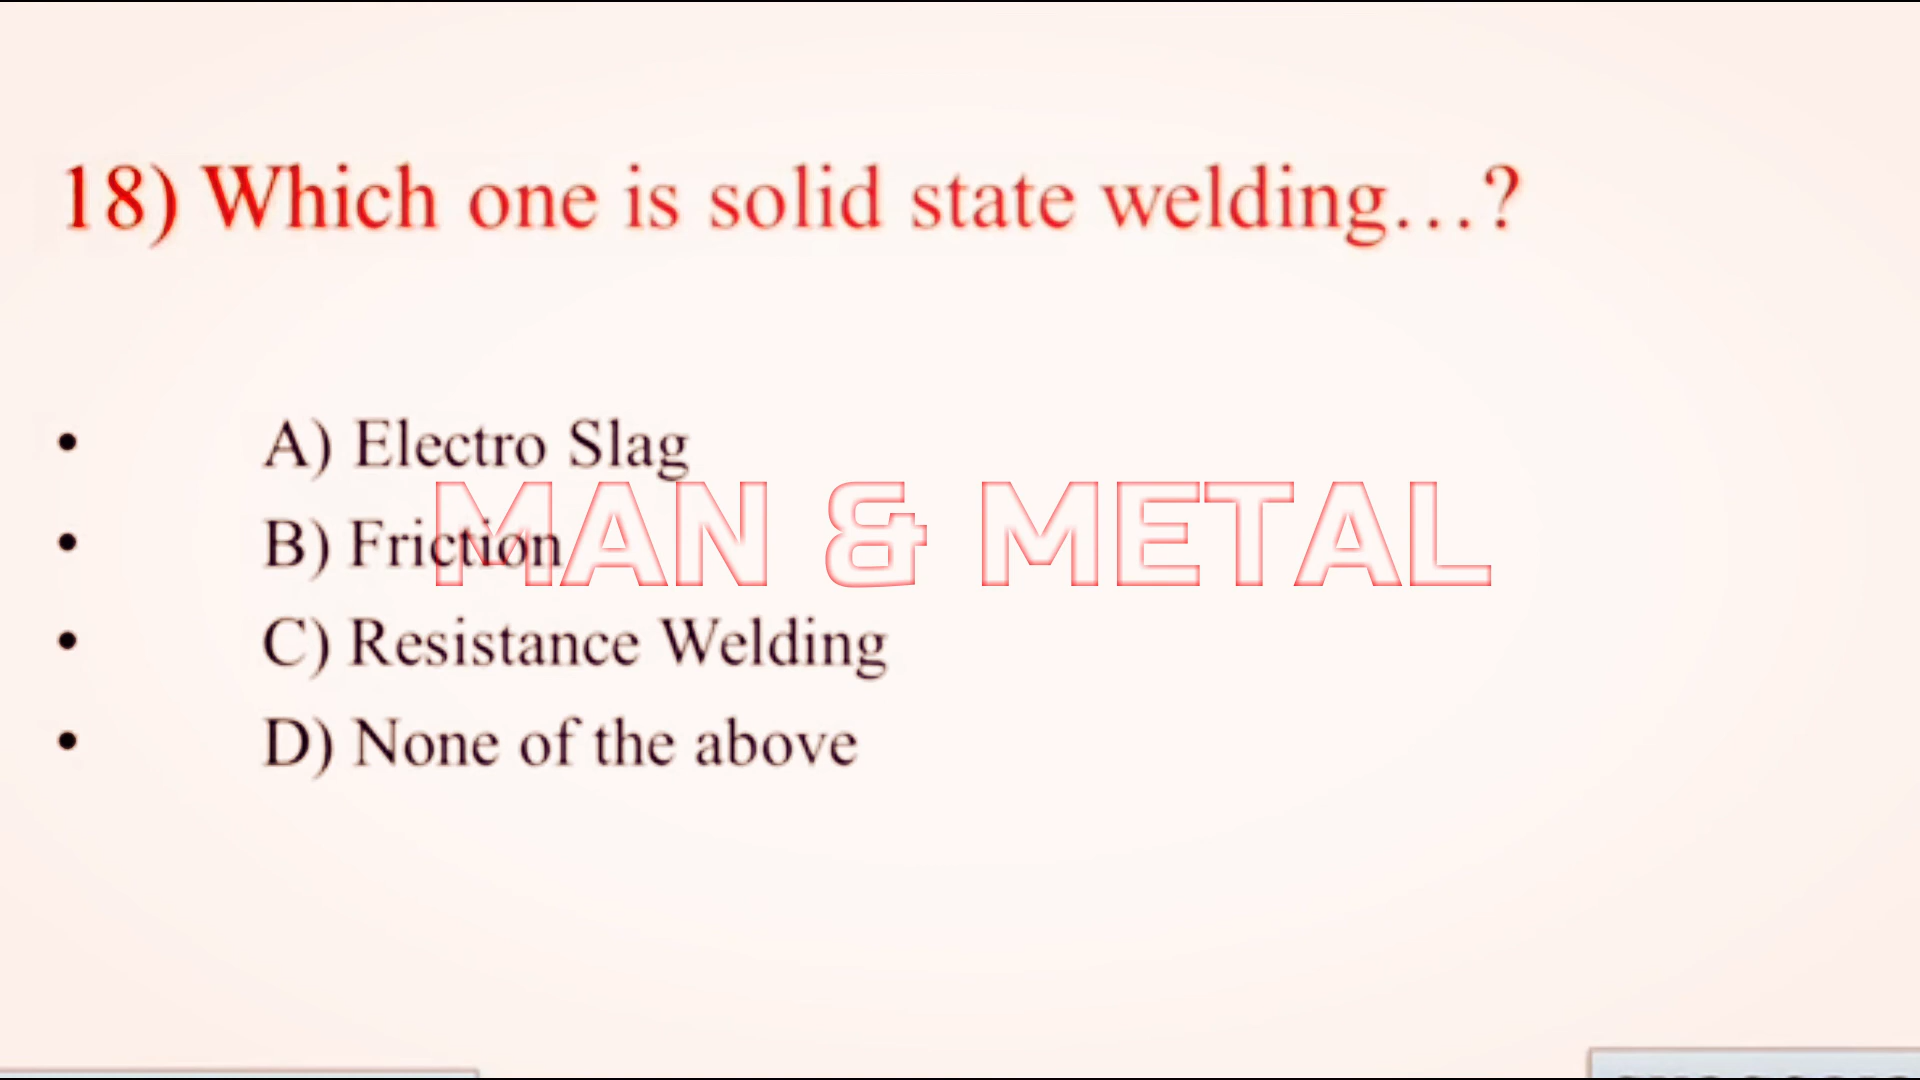 18) Which one is solid state welding…?
• A) Electro Slag
MAN & METAL
• B) Friction
• C) Resistance Welding
• D) None of the above